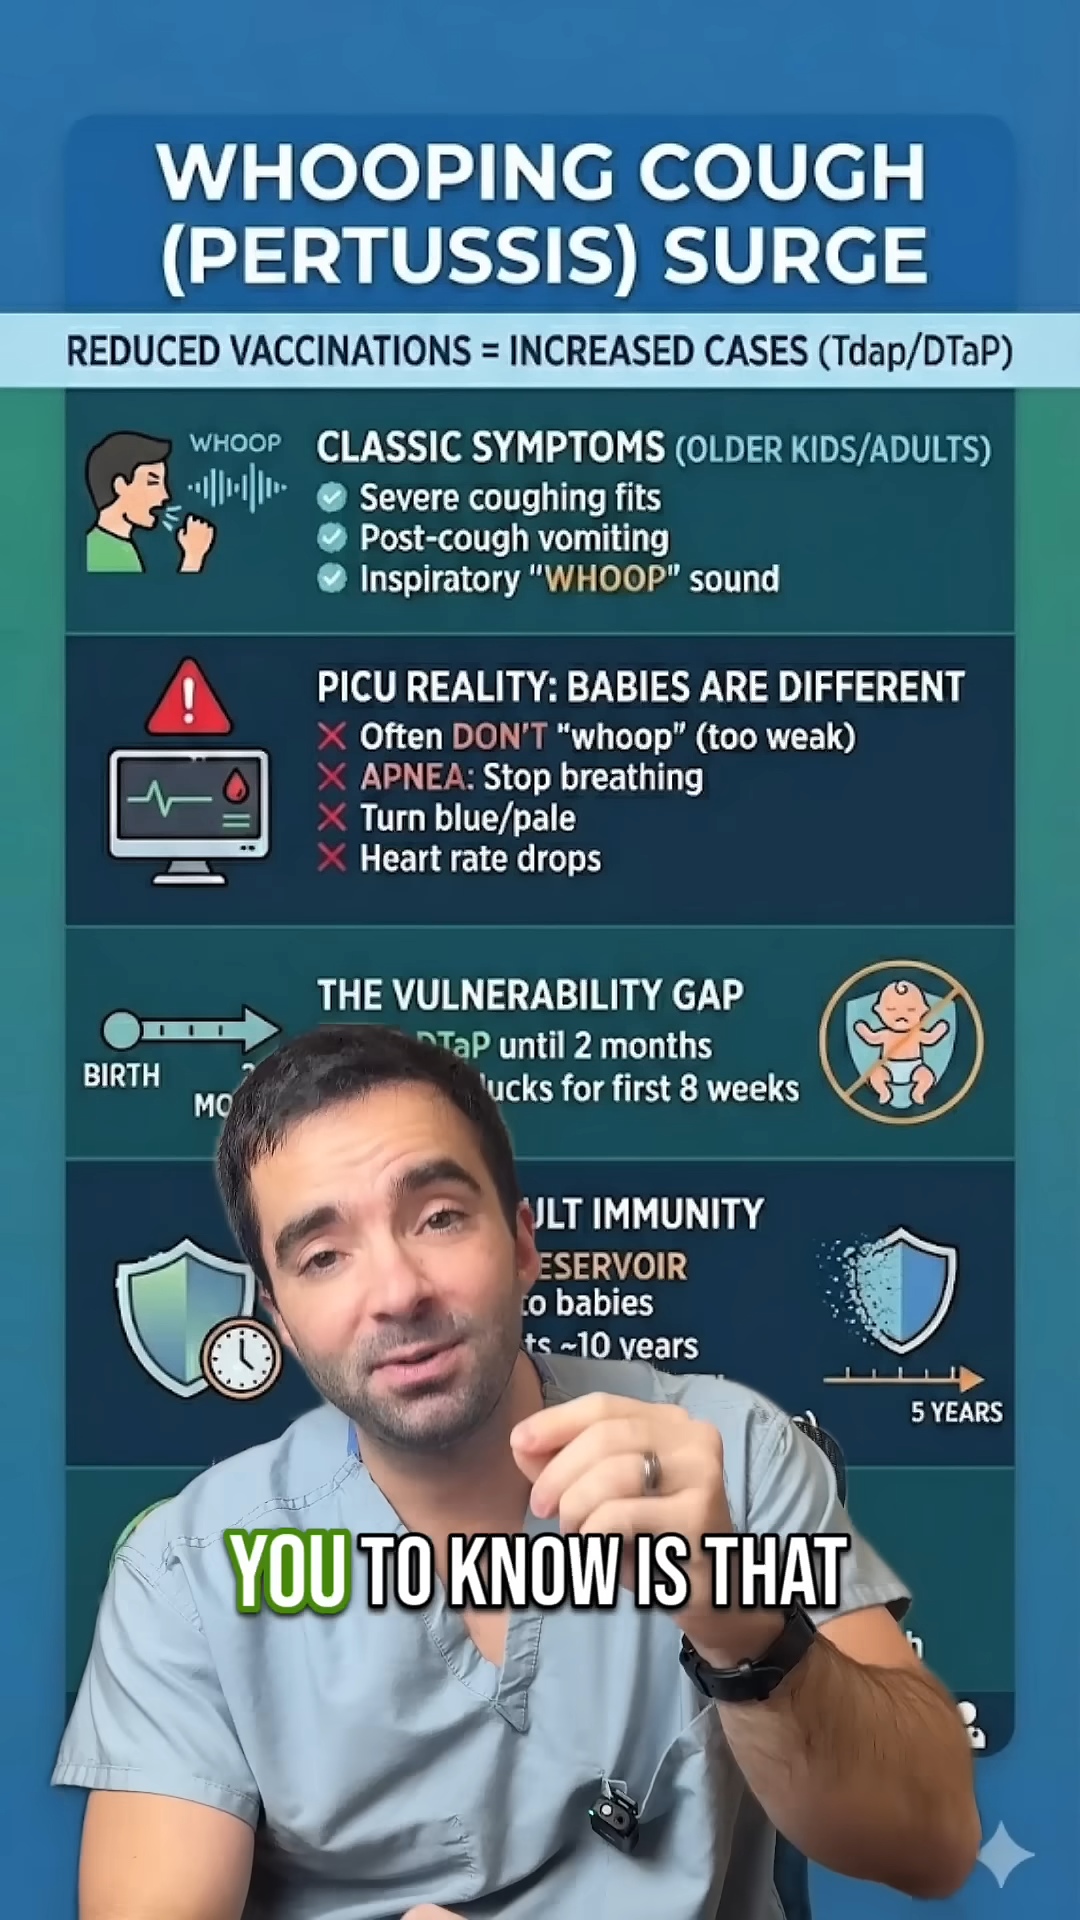 WHOOPING COUGH
(PERTUSSIS) SURGE
REDUCED VACCINATIONS = INCREASED CASES (Tdap/DTaP)
WHOOP
CLASSIC SYMPTOMS (OLDER KIDS/ADULTS)
Severe coughing fits
Post-cough vomiting
Inspiratory "WHOOP" sound
PICU REALITY: BABIES ARE DIFFERENT
Often DON'T "whoop" (too weak)
APNEA: Stop breathing
Turn blue/pale
Heart rate drops
THE VULNERABILITY GAP
DTaP until 2 months
for first 8 weeks
BIRTH
IMMUNITY
to babies
~10 years
5 YEARS
YOU TO KNOW IS THAT